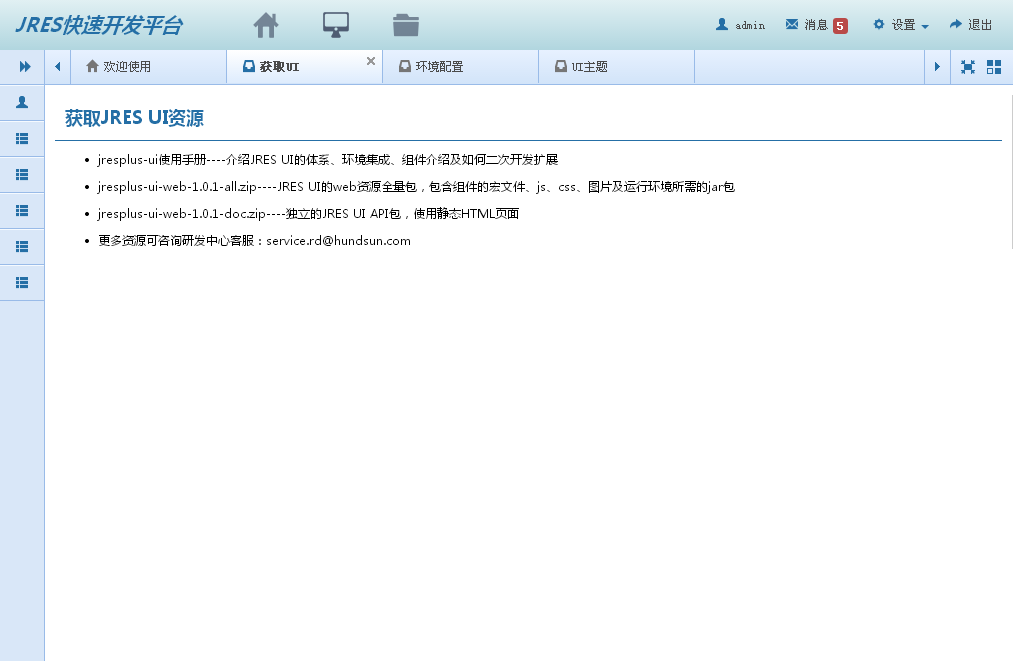 JRES快速开发平台
admin
消息 5
设置
退出
欢迎使用
获取UI
环境配置
UI主题
获取JRES UI资源
jresplus-ui使用手册----介绍JRES UI的体系、环境集成、组件介绍及如何二次开发扩展
jresplus-ui-web-1.0.1-all.zip----JRES UI的web资源全量包，包含组件的宏文件、js、css、图片及运行环境所需的jar包
jresplus-ui-web-1.0.1-doc.zip----独立的JRES UI API包，使用静态HTML页面
更多资源可咨询研发中心客服：service.rd@hundsun.com